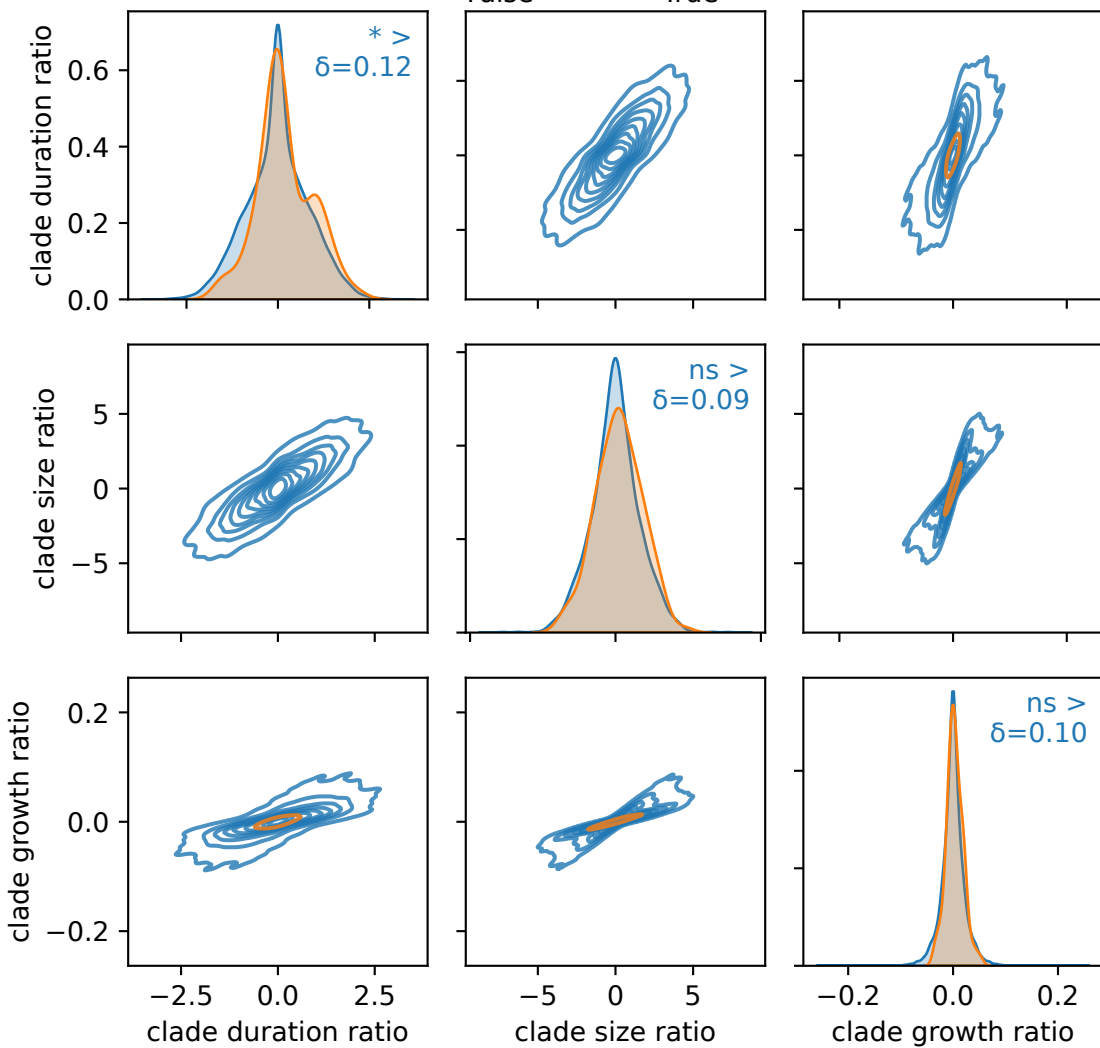 * >
δ=0.12
clade duration ratio
0.6
0.4
0.2
0.0
ns >
δ=0.09
clade size ratio
5
0
−5
ns >
δ=0.10
clade growth ratio
0.2
0.0
−0.2
−2.5 0.0 2.5
−5 0 5
−0.2 0.0 0.2
clade duration ratio
clade size ratio
clade growth ratio